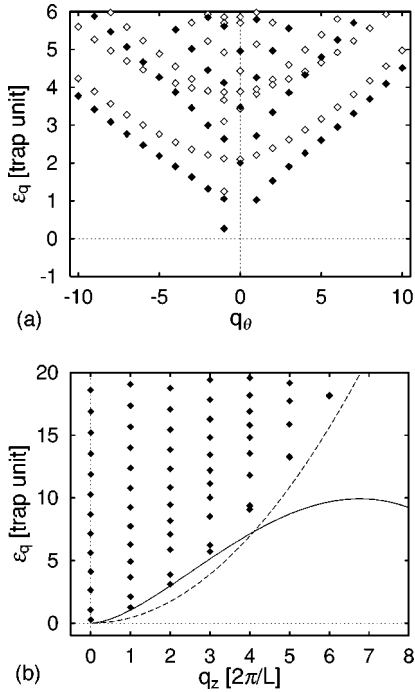 6
5
4
3
2
1
0
-1
ε_q [trap unit]
-10 -5 0 5 10
(a) q_θ
20
15
10
5
0
ε_q [trap unit]
0 1 2 3 4 5 6 7 8
(b) q_z [2π/L]